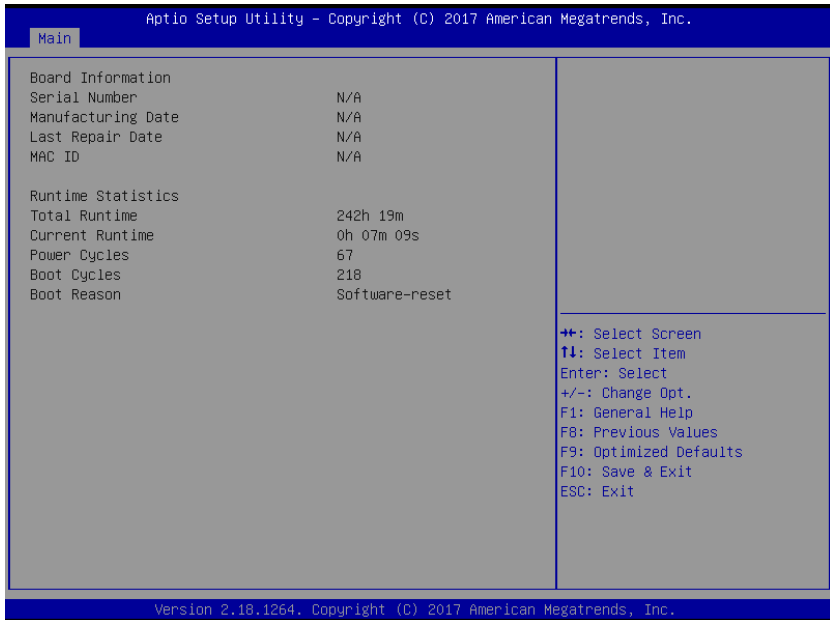 Aptio Setup Utility – Copyright (C) 2017 American Megatrends, Inc.
Main
Board Information
Serial Number N/A
Manufacturing Date N/A
Last Repair Date N/A
MAC ID N/A
Runtime Statistics
Total Runtime 242h 19m
Current Runtime 0h 07m 09s
Power Cycles 67
Boot Cycles 218
Boot Reason Software-reset
→←: Select Screen
↑↓: Select Item
Enter: Select
+/-: Change Opt.
F1: General Help
F8: Previous Values
F9: Optimized Defaults
F10: Save & Exit
ESC: Exit
Version 2.18.1264. Copyright (C) 2017 American Megatrends, Inc.